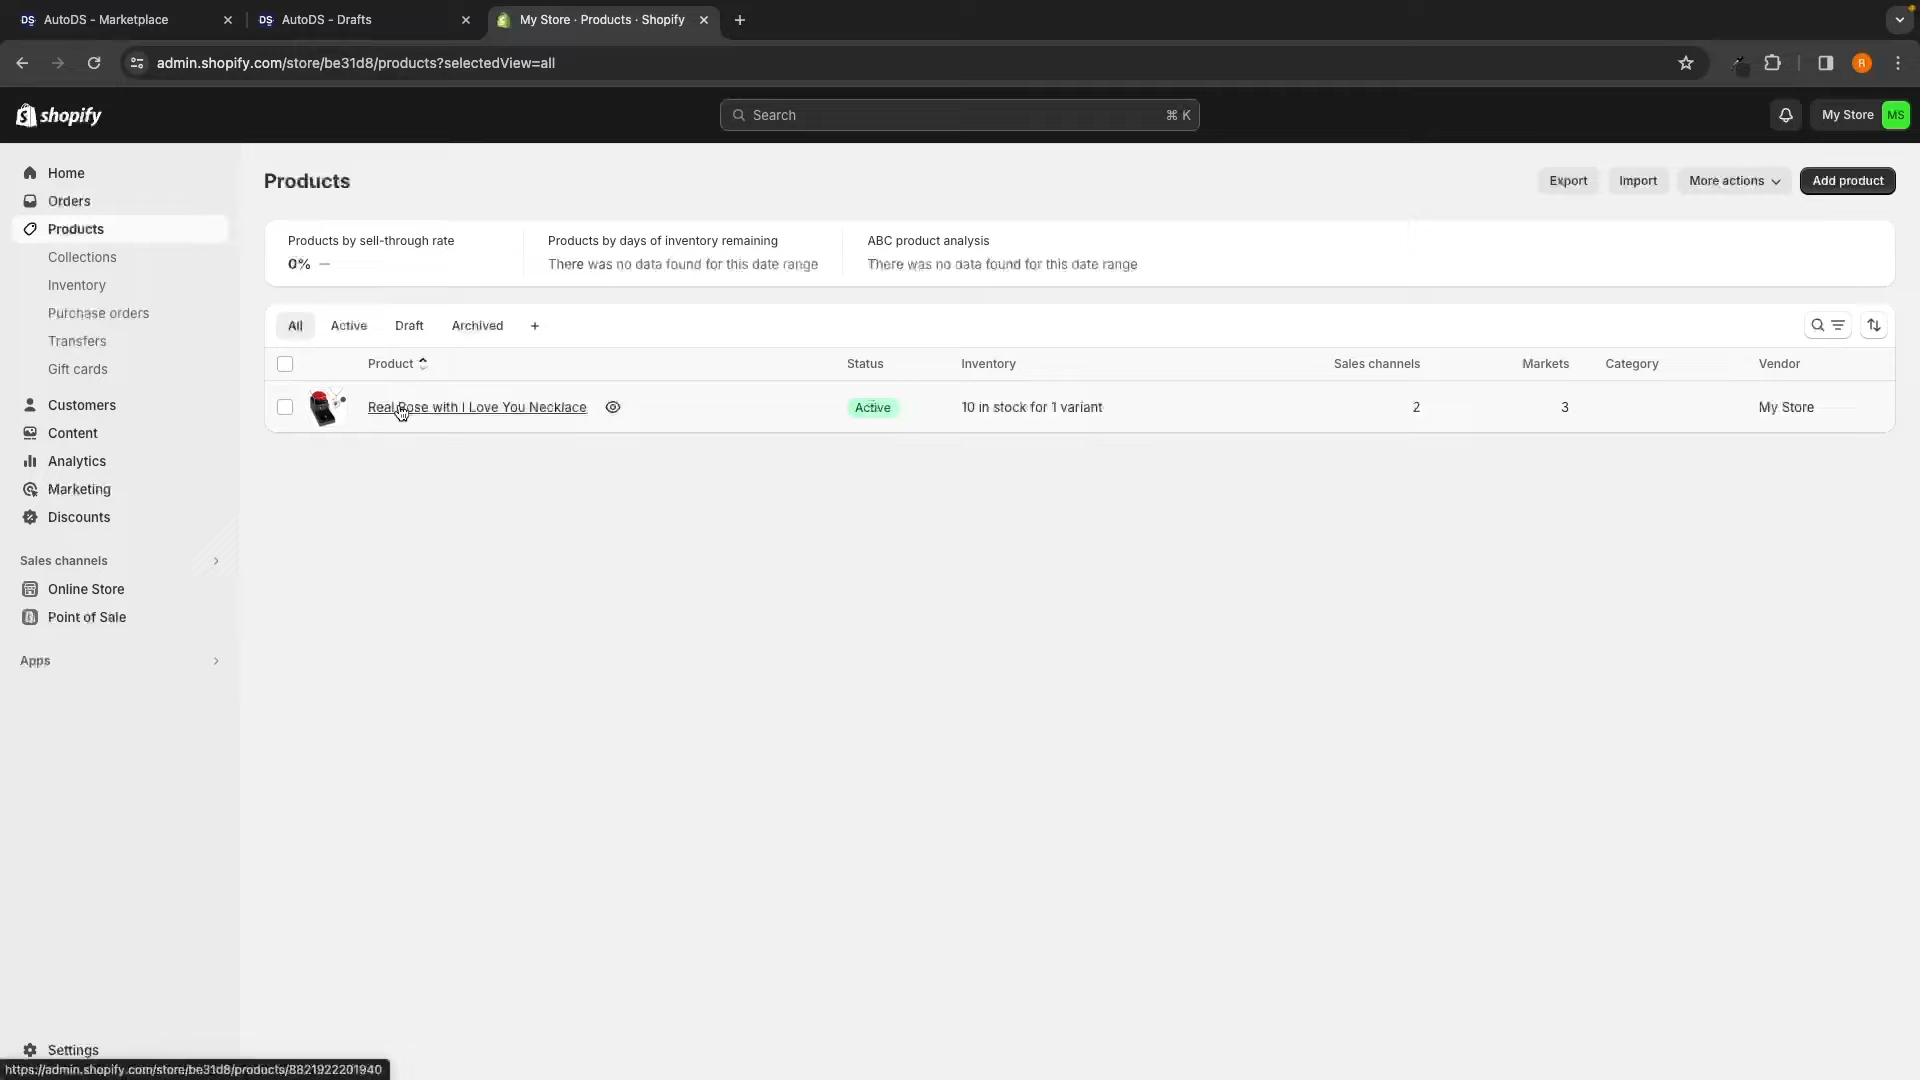 AutoDS - Marketplace
AutoDS - Drafts
My Store · Products · Shopify
admin.shopify.com/store/be31d8/products?selectedView=all
R
shopify
Search
⌘ K
My Store
MS
Home
Orders
Products
Collections
Inventory
Purchase orders
Transfers
Gift cards
Customers
Content
Analytics
Marketing
Discounts
Sales channels
Online Store
Point of Sale
Apps
Settings
Products
Export
Import
More actions
Add product
Products by sell-through rate
0% —
Products by days of inventory remaining
There was no data found for this date range
ABC product analysis
There was no data found for this date range
All
Active
Draft
Archived
+
Product
Status
Inventory
Sales channels
Markets
Category
Vendor
Real Rose with I Love You Necklace
Active
10 in stock for 1 variant
2
3
My Store
https://admin.shopify.com/store/be31d8/products/8821922201940